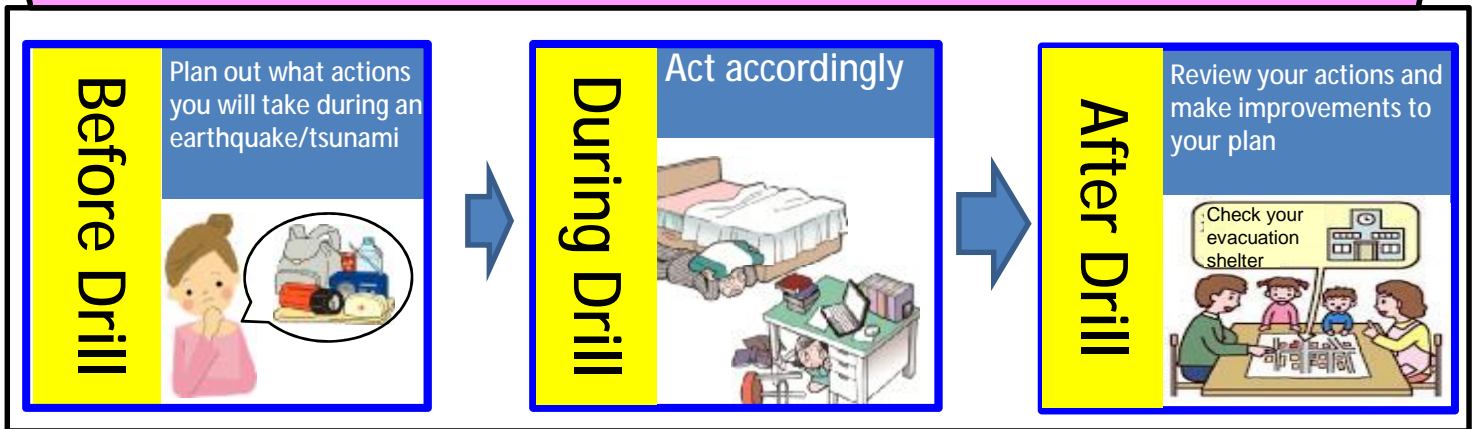 Before Drill
Plan out what actions
you will take during an
earthquake/tsunami
During Drill
Act accordingly
After Drill
Review your actions and
make improvements to
your plan
Check your
evacuation
shelter